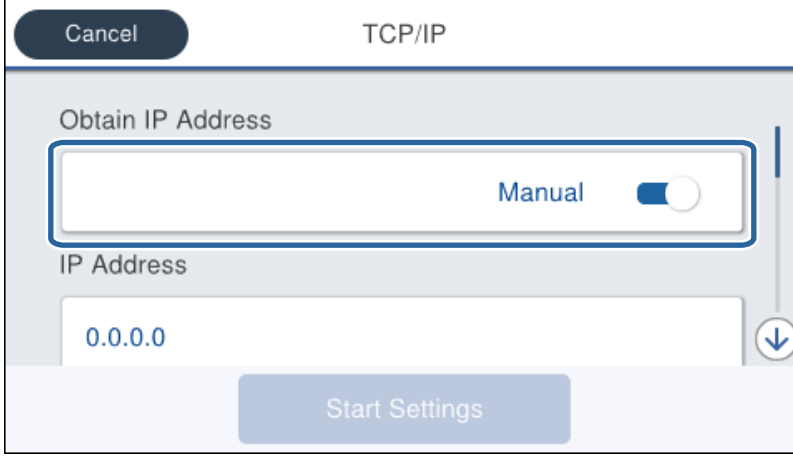 Cancel
TCP/IP
Obtain IP Address
Manual
IP Address
0.0.0.0
Start Settings